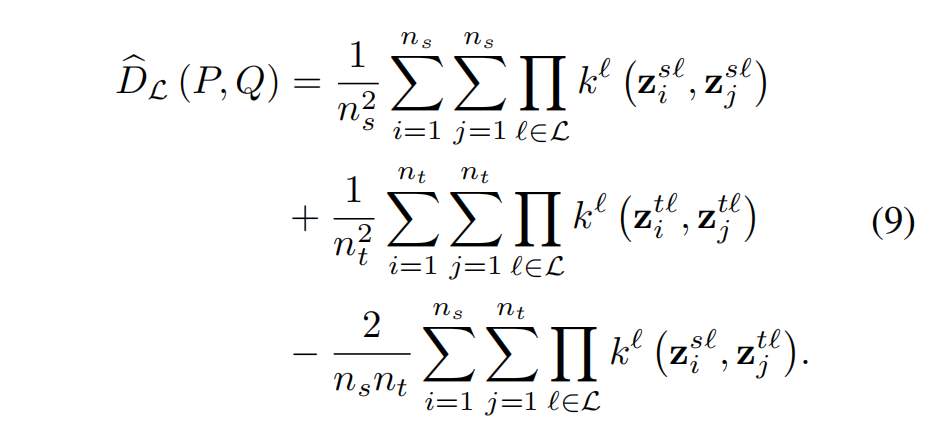 $\widehat{D}_{\mathcal{L}}(P, Q) = \frac{1}{n_s^2} \sum_{i=1}^{n_s} \sum_{j=1}^{n_s} \prod_{\ell \in \mathcal{L}} k^{\ell} \left( \mathbf{z}_i^{s\ell}, \mathbf{z}_j^{s\ell} \right)$
$+ \frac{1}{n_t^2} \sum_{i=1}^{n_t} \sum_{j=1}^{n_t} \prod_{\ell \in \mathcal{L}} k^{\ell} \left( \mathbf{z}_i^{t\ell}, \mathbf{z}_j^{t\ell} \right)$ (9)
$- \frac{2}{n_s n_t} \sum_{i=1}^{n_s} \sum_{j=1}^{n_t} \prod_{\ell \in \mathcal{L}} k^{\ell} \left( \mathbf{z}_i^{s\ell}, \mathbf{z}_j^{t\ell} \right).$